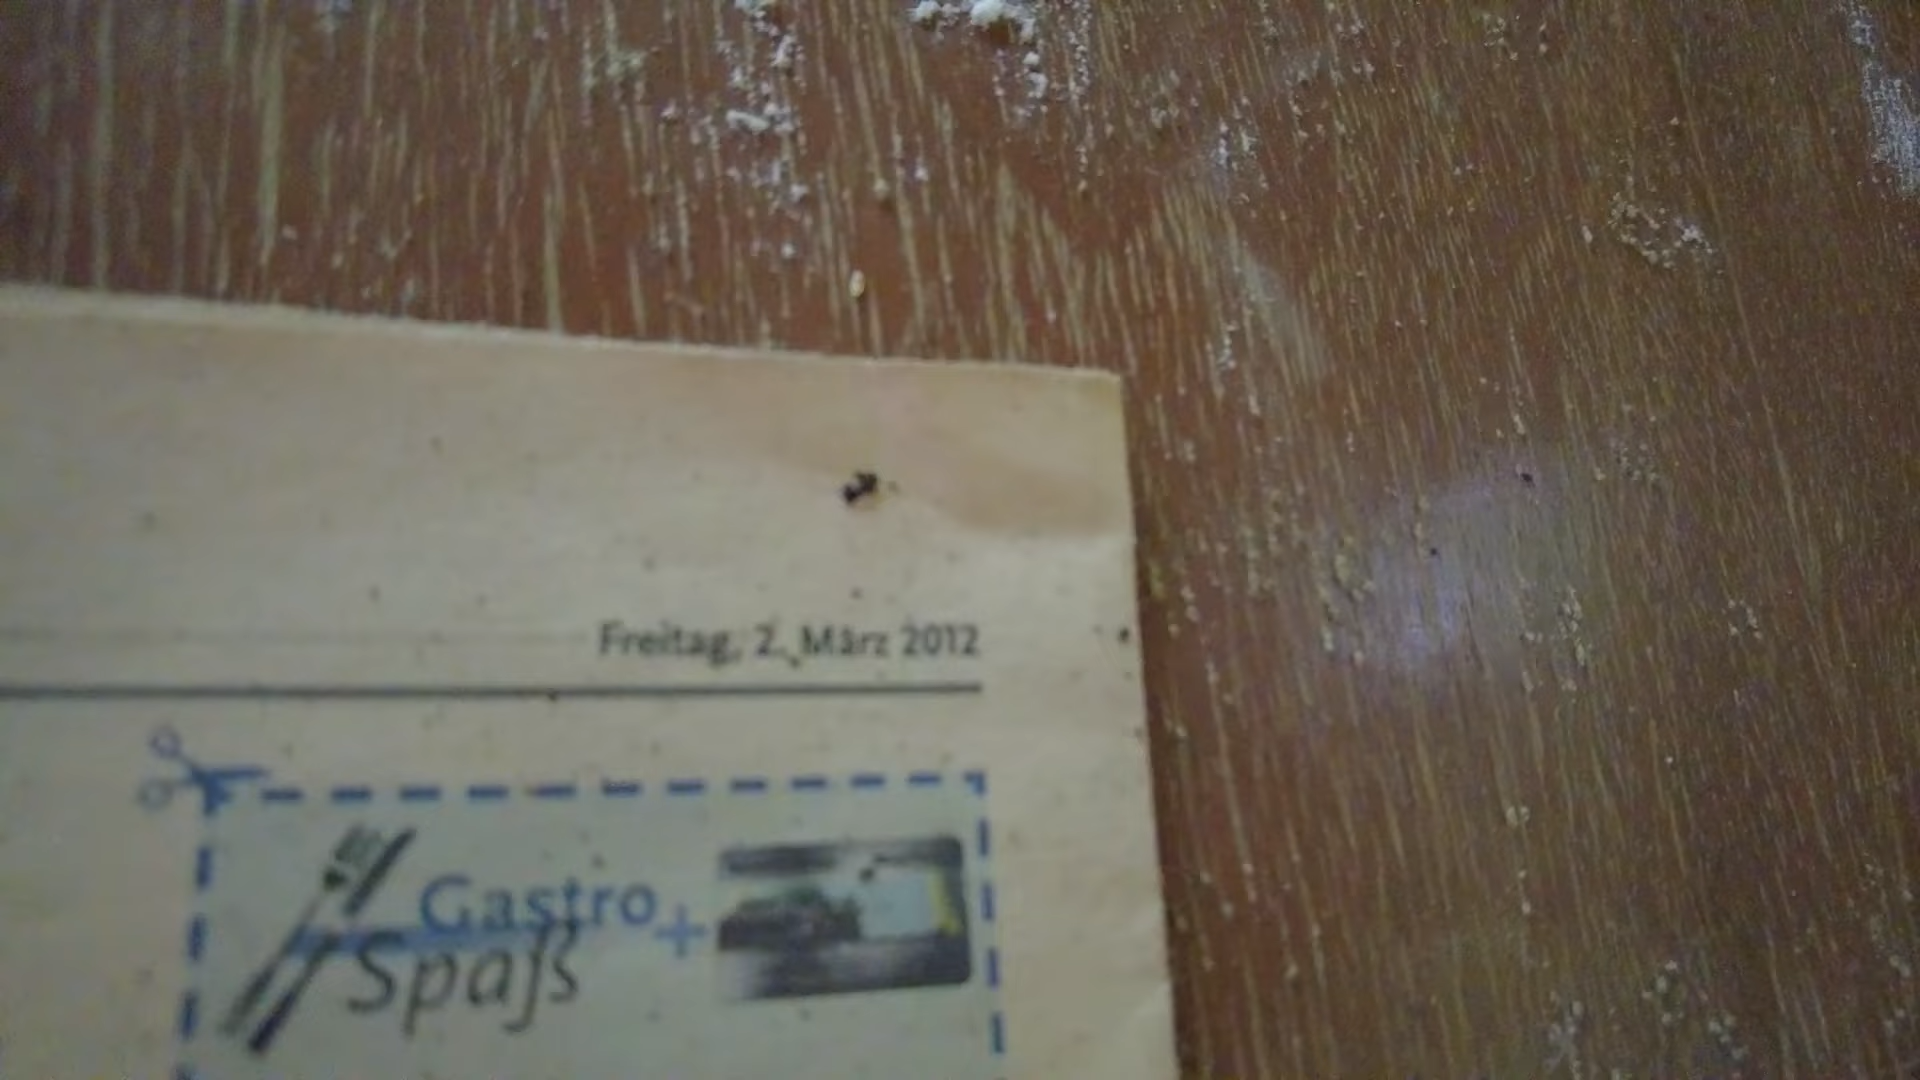 Freitag, 2. März 2012
Gastro
Spaß +